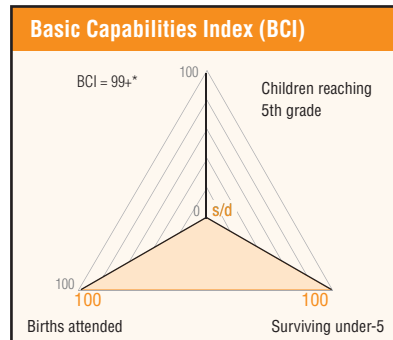 Basic Capabilities Index (BCI)
BCI = 99+*
100
Children reaching
5th grade
0
s/d
100
100
100
Births attended
Surviving under-5